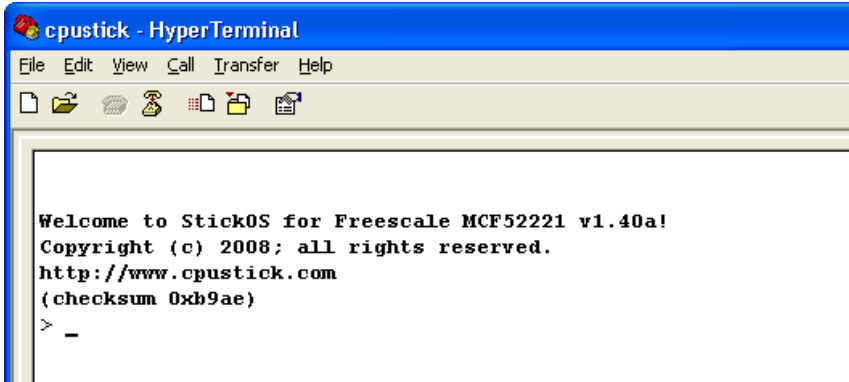 cpustick - HyperTerminal
File Edit View Call Transfer Help
Welcome to StickOS for Freescale MCF52221 v1.40a!
Copyright (c) 2008; all rights reserved.
http://www.cpustick.com
(checksum 0xb9ae)
> _